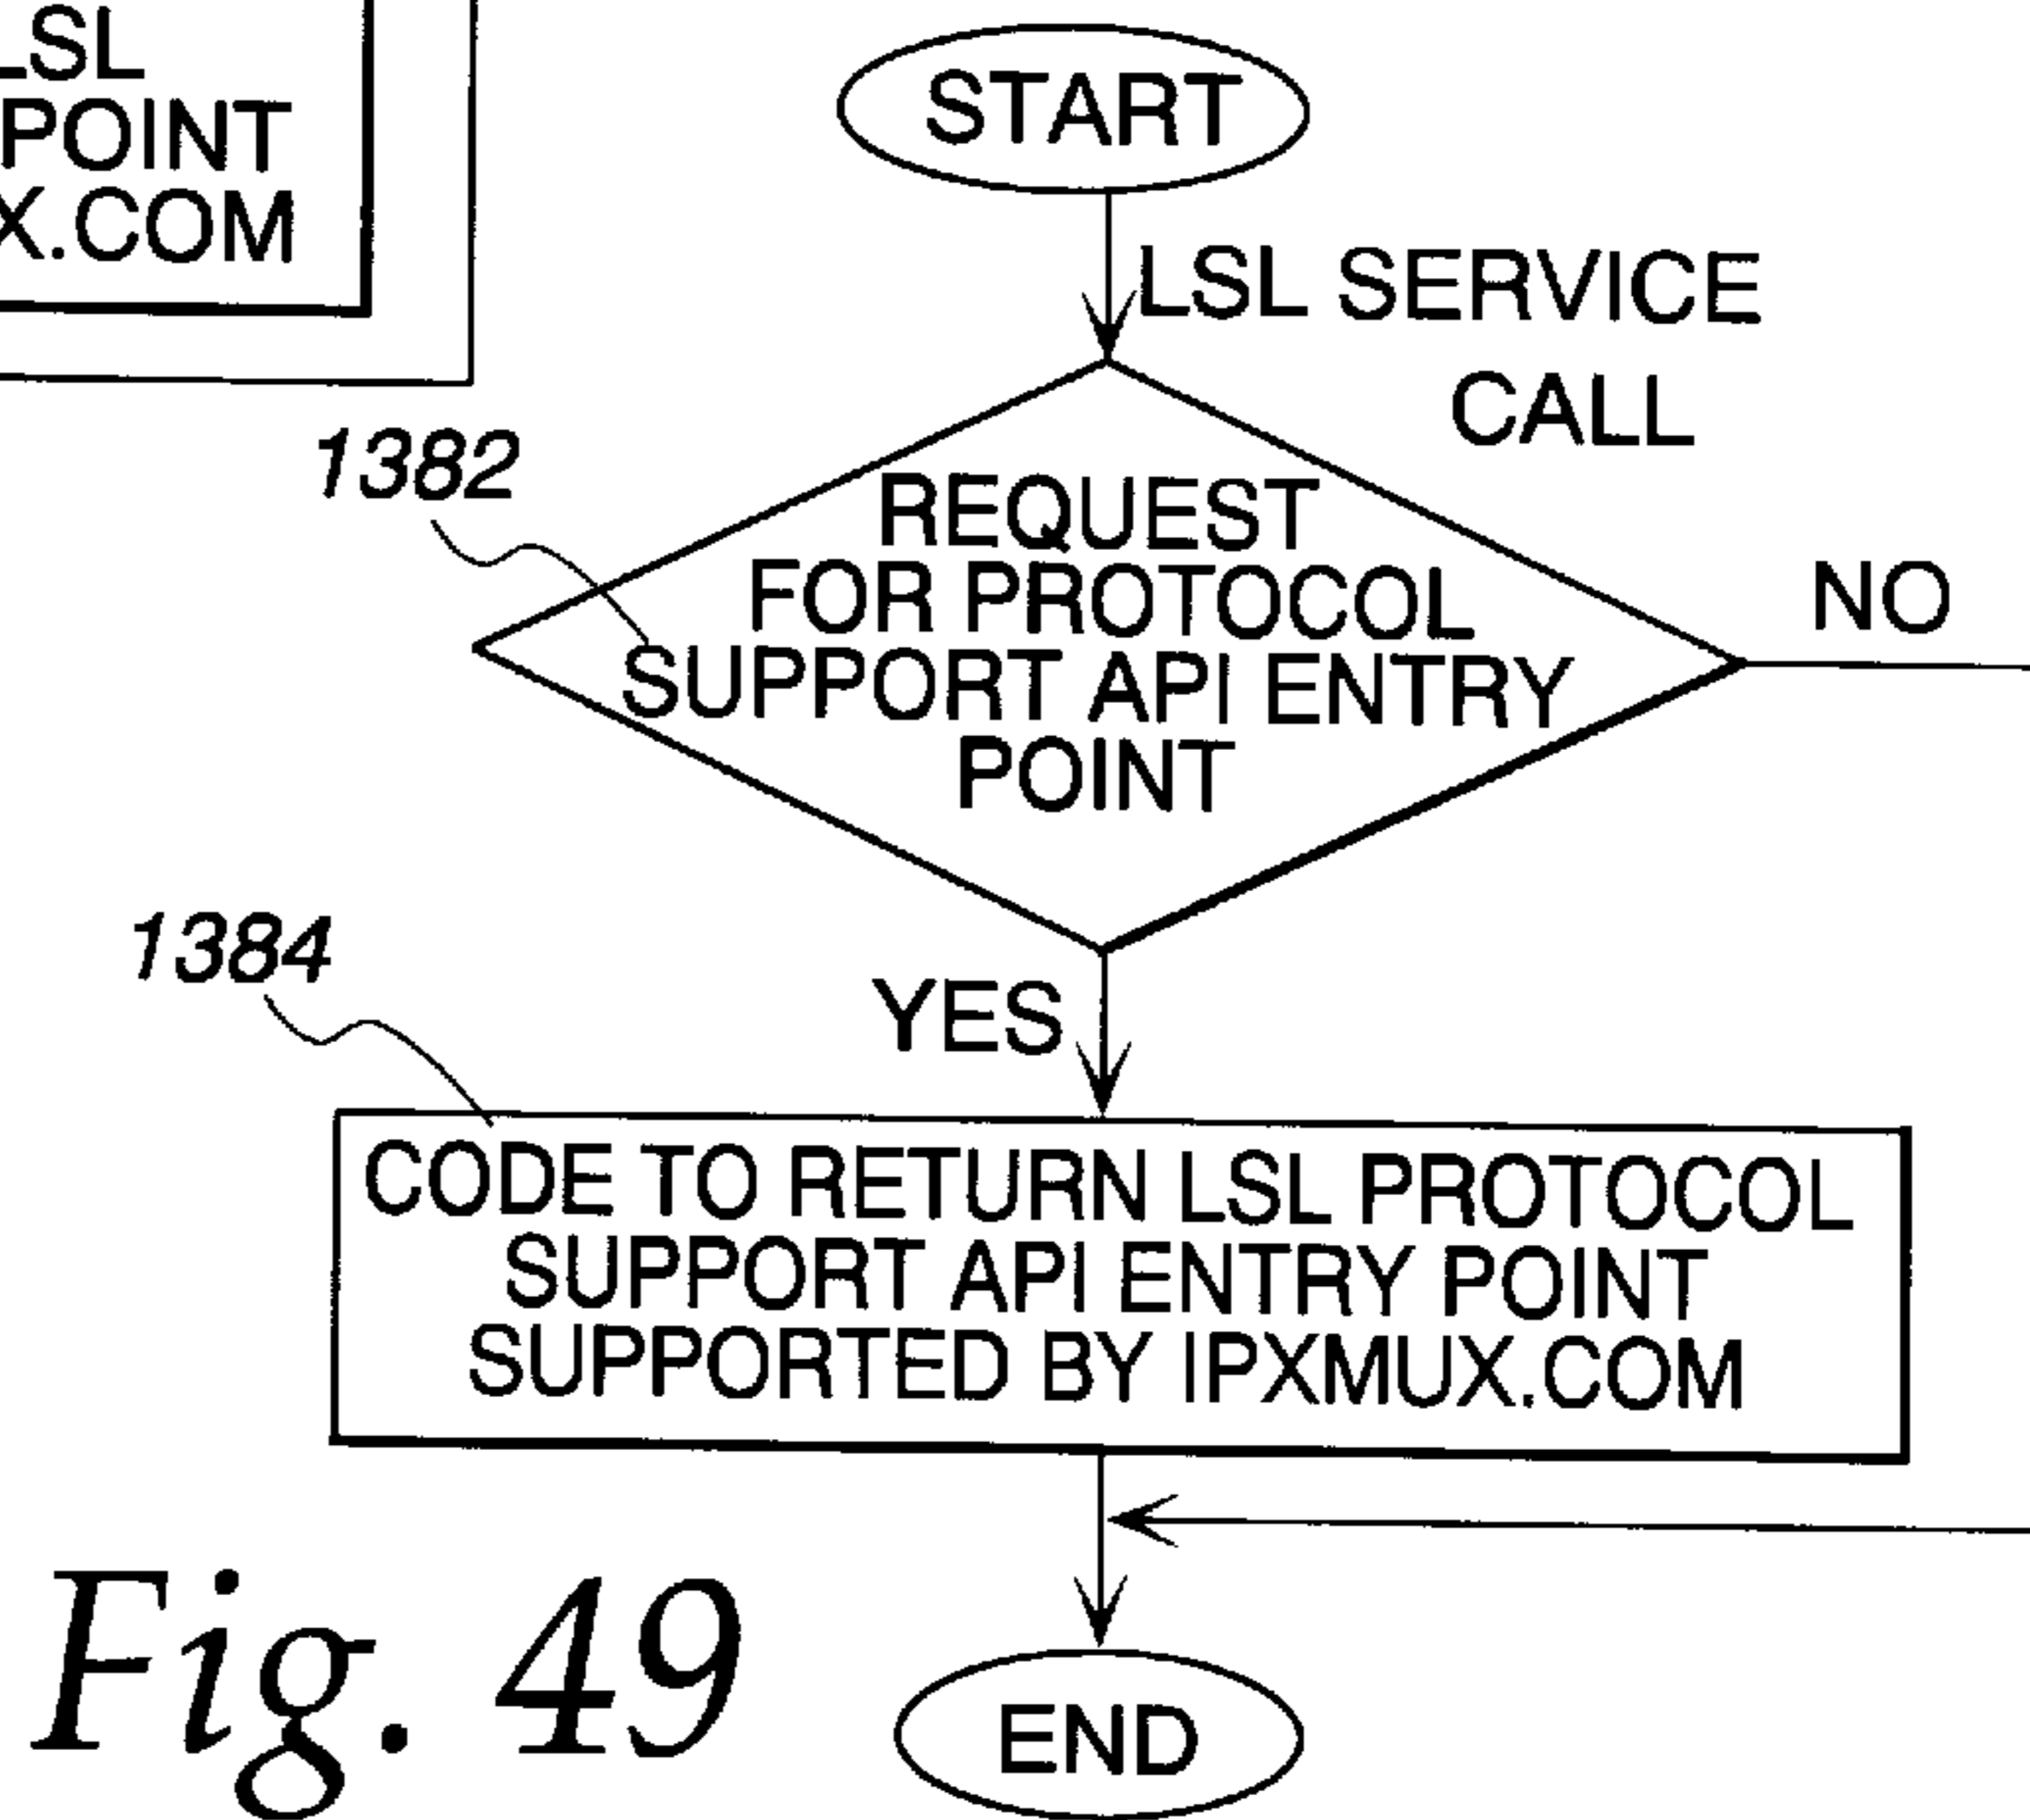 LSL
POINT
X.COM
START
LSL SERVICE
CALL
1382
REQUEST
FOR PROTOCOL
SUPPORT API ENTRY
POINT
NO
1384
YES
CODE TO RETURN LSL PROTOCOL
SUPPORT API ENTRY POINT
SUPPORTED BY IPXMUX.COM
Fig. 49
END